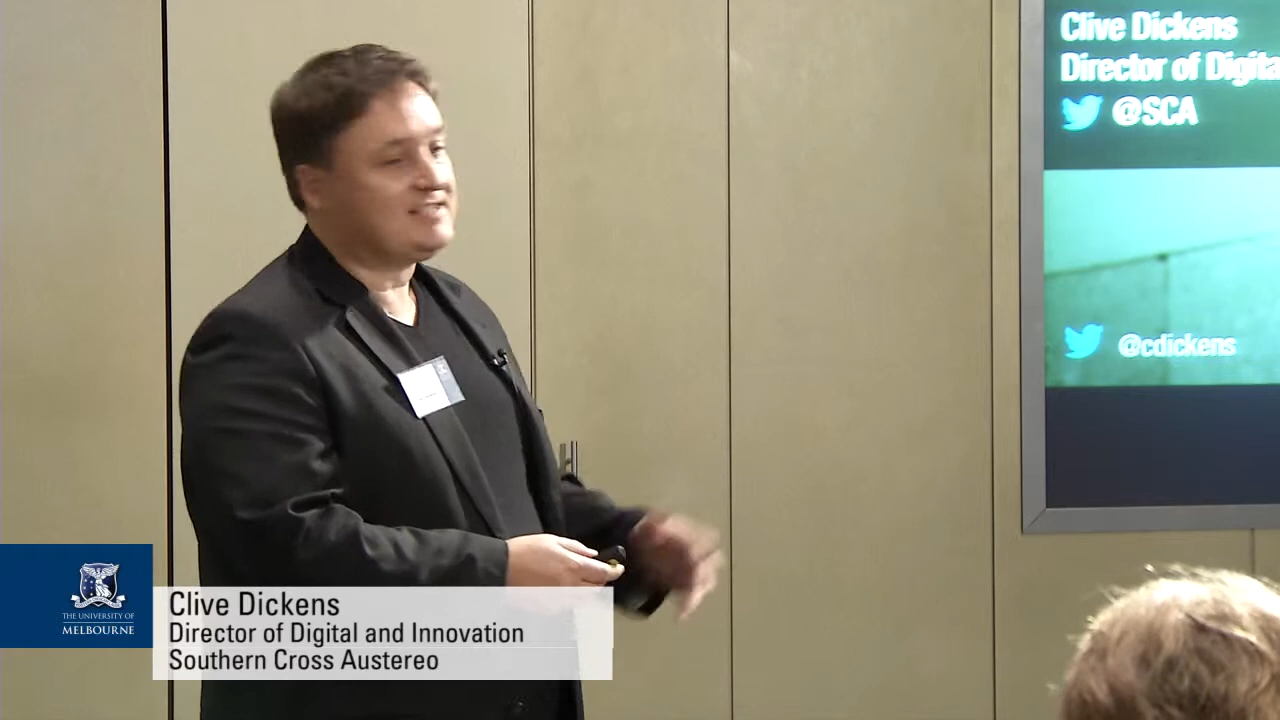 Clive Dickens
Director of Digita
@SCA
@cdickens
THE UNIVERSITY OF
MELBOURNE
Clive Dickens
Director of Digital and Innovation
Southern Cross Austereo